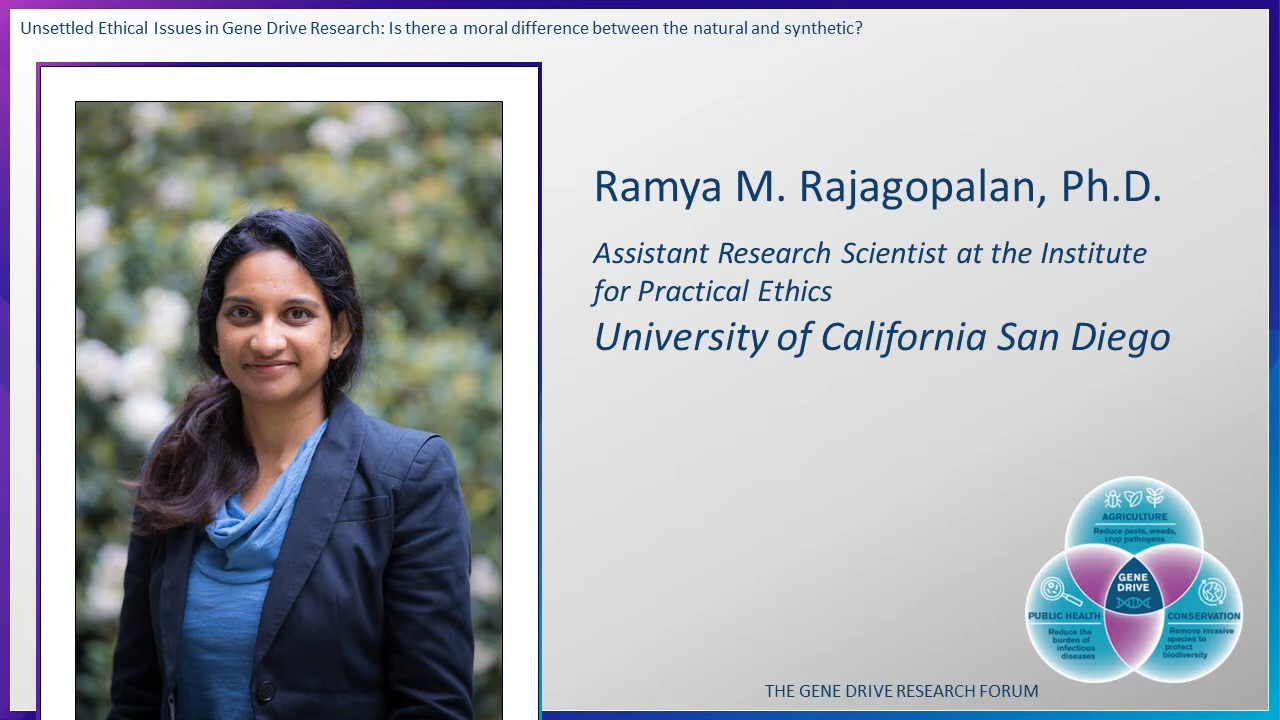 Unsettled Ethical Issues in Gene Drive Research: Is there a moral difference between the natural and synthetic?
Ramya M. Rajagopalan, Ph.D.
Assistant Research Scientist at the Institute
for Practical Ethics
University of California San Diego
AGRICULTURE
Reduce pests, weeds,
crop pathogens
GENE
DRIVE
PUBLIC HEALTH
Reduce the
burden of
infectious
diseases
CONSERVATION
Remove invasive
species to
protect
biodiversity
THE GENE DRIVE RESEARCH FORUM